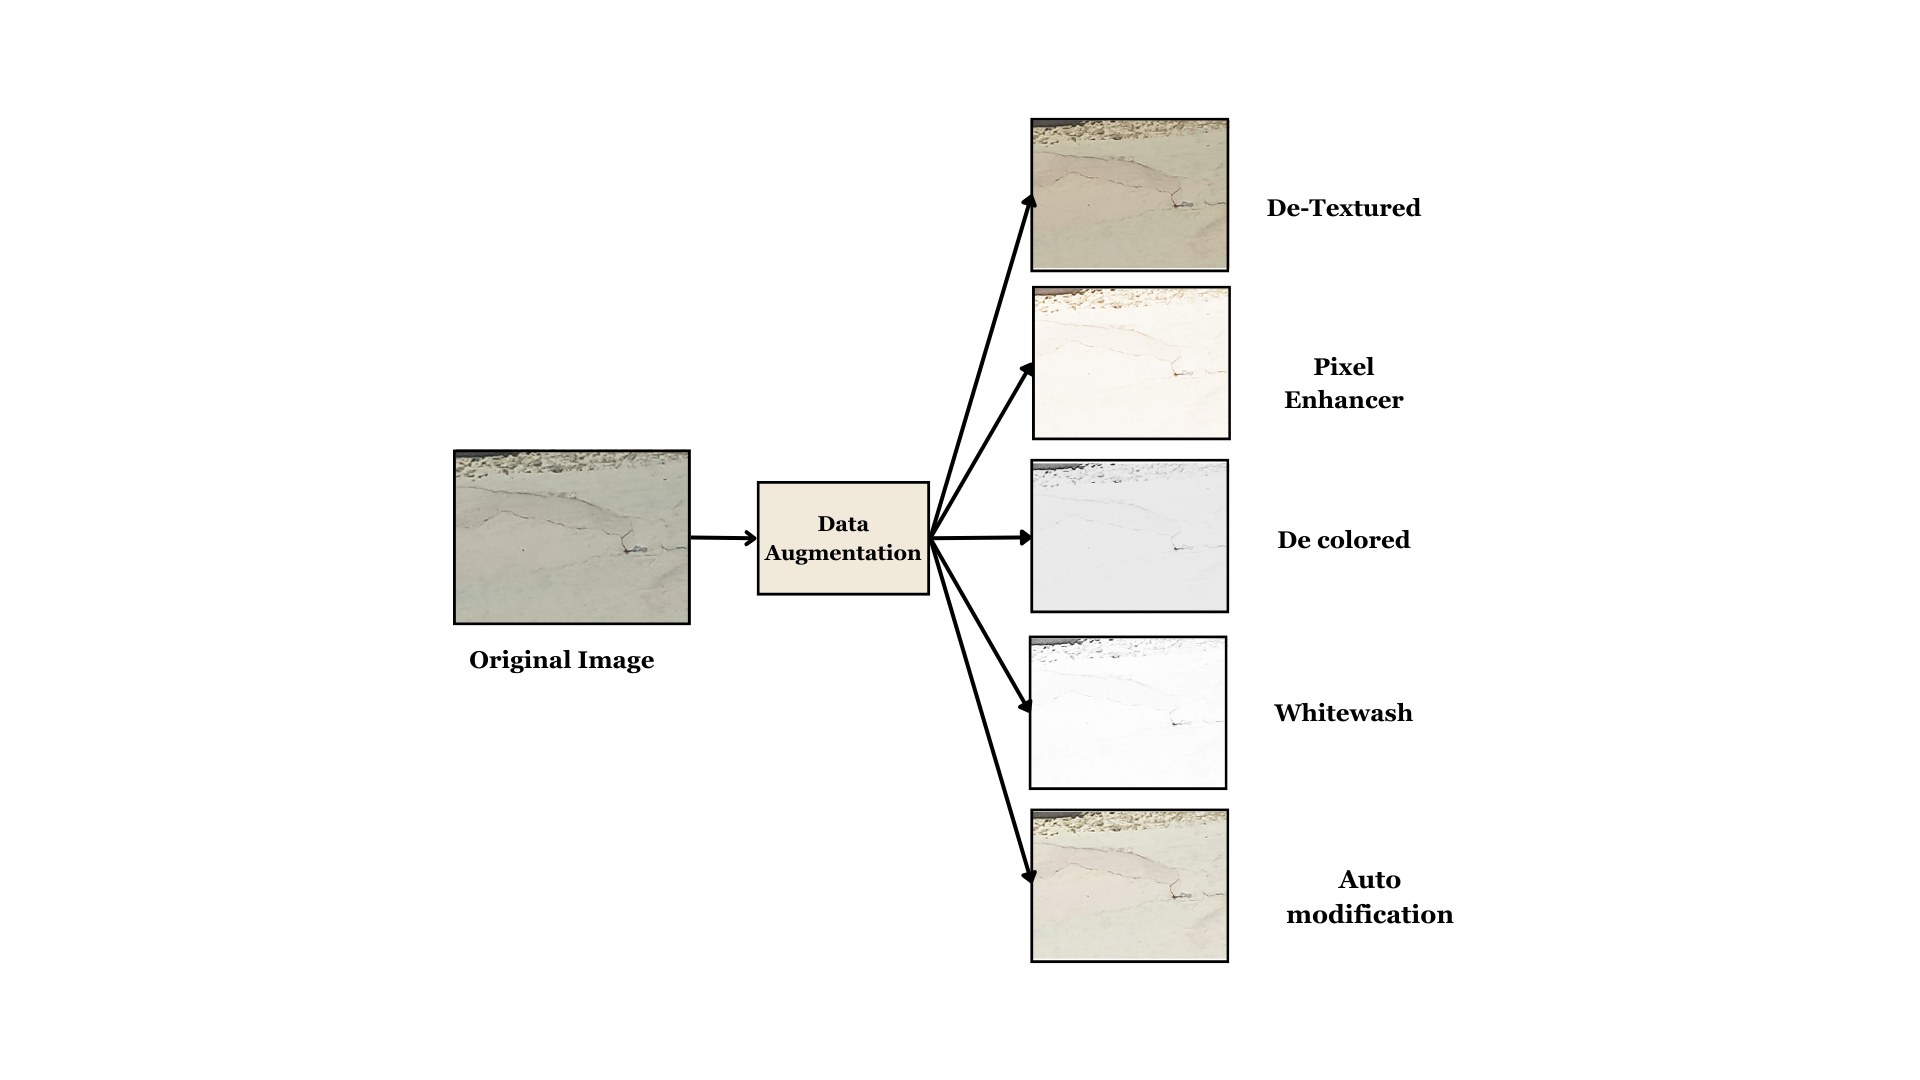 De-Textured
Pixel
Enhancer
Data
Augmentation
De colored
Original Image
Whitewash
Auto
modification